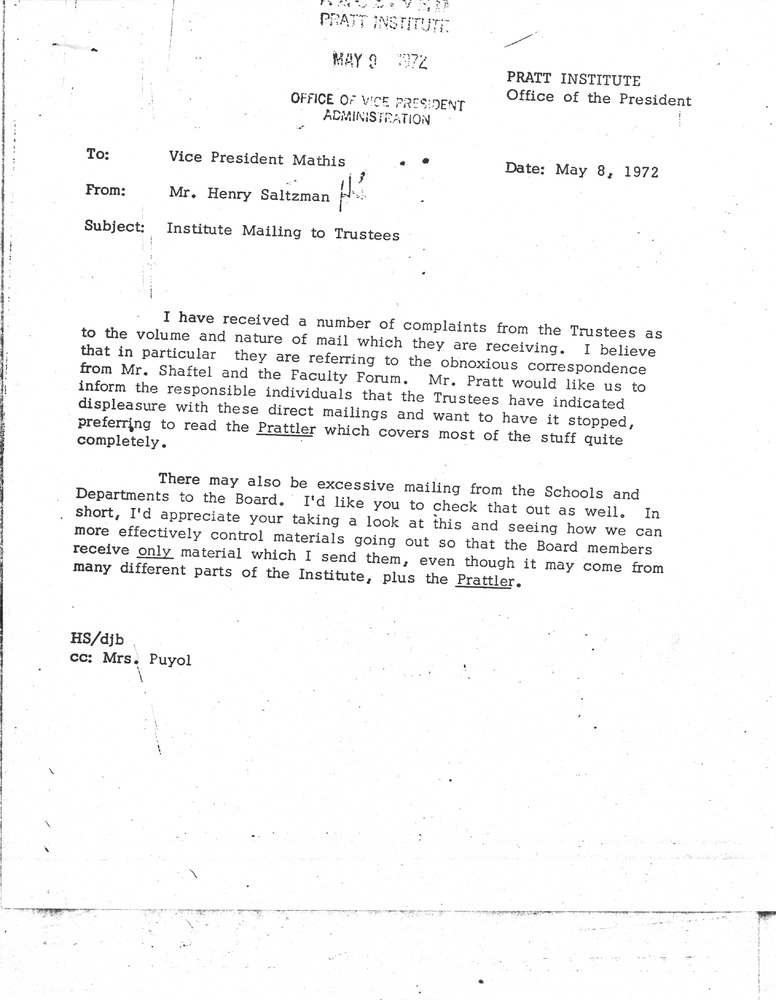 RECEIVED
PRATT INSTITUTE
MAY 9 1972
OFFICE OF VICE PRESIDENT
ADMINISTRATION
PRATT INSTITUTE
Office of the President
To: Vice President Mathis
Date: May 8, 1972
From: Mr. Henry Saltzman
Subject: Institute Mailing to Trustees
I have received a number of complaints from the Trustees as
to the volume and nature of mail which they are receiving. I believe
that in particular they are referring to the obnoxious correspondence
from Mr. Shaftel and the Faculty Forum. Mr. Pratt would like us to
inform the responsible individuals that the Trustees have indicated
displeasure with these direct mailings and want to have it stopped,
preferring to read the Prattler which covers most of the stuff quite
completely.
There may also be excessive mailing from the Schools and
Departments to the Board. I'd like you to check that out as well. In
short, I'd appreciate your taking a look at this and seeing how we can
more effectively control materials going out so that the Board members
receive only material which I send them, even though it may come from
many different parts of the Institute, plus the Prattler.
HS/djb
cc: Mrs. Puyol